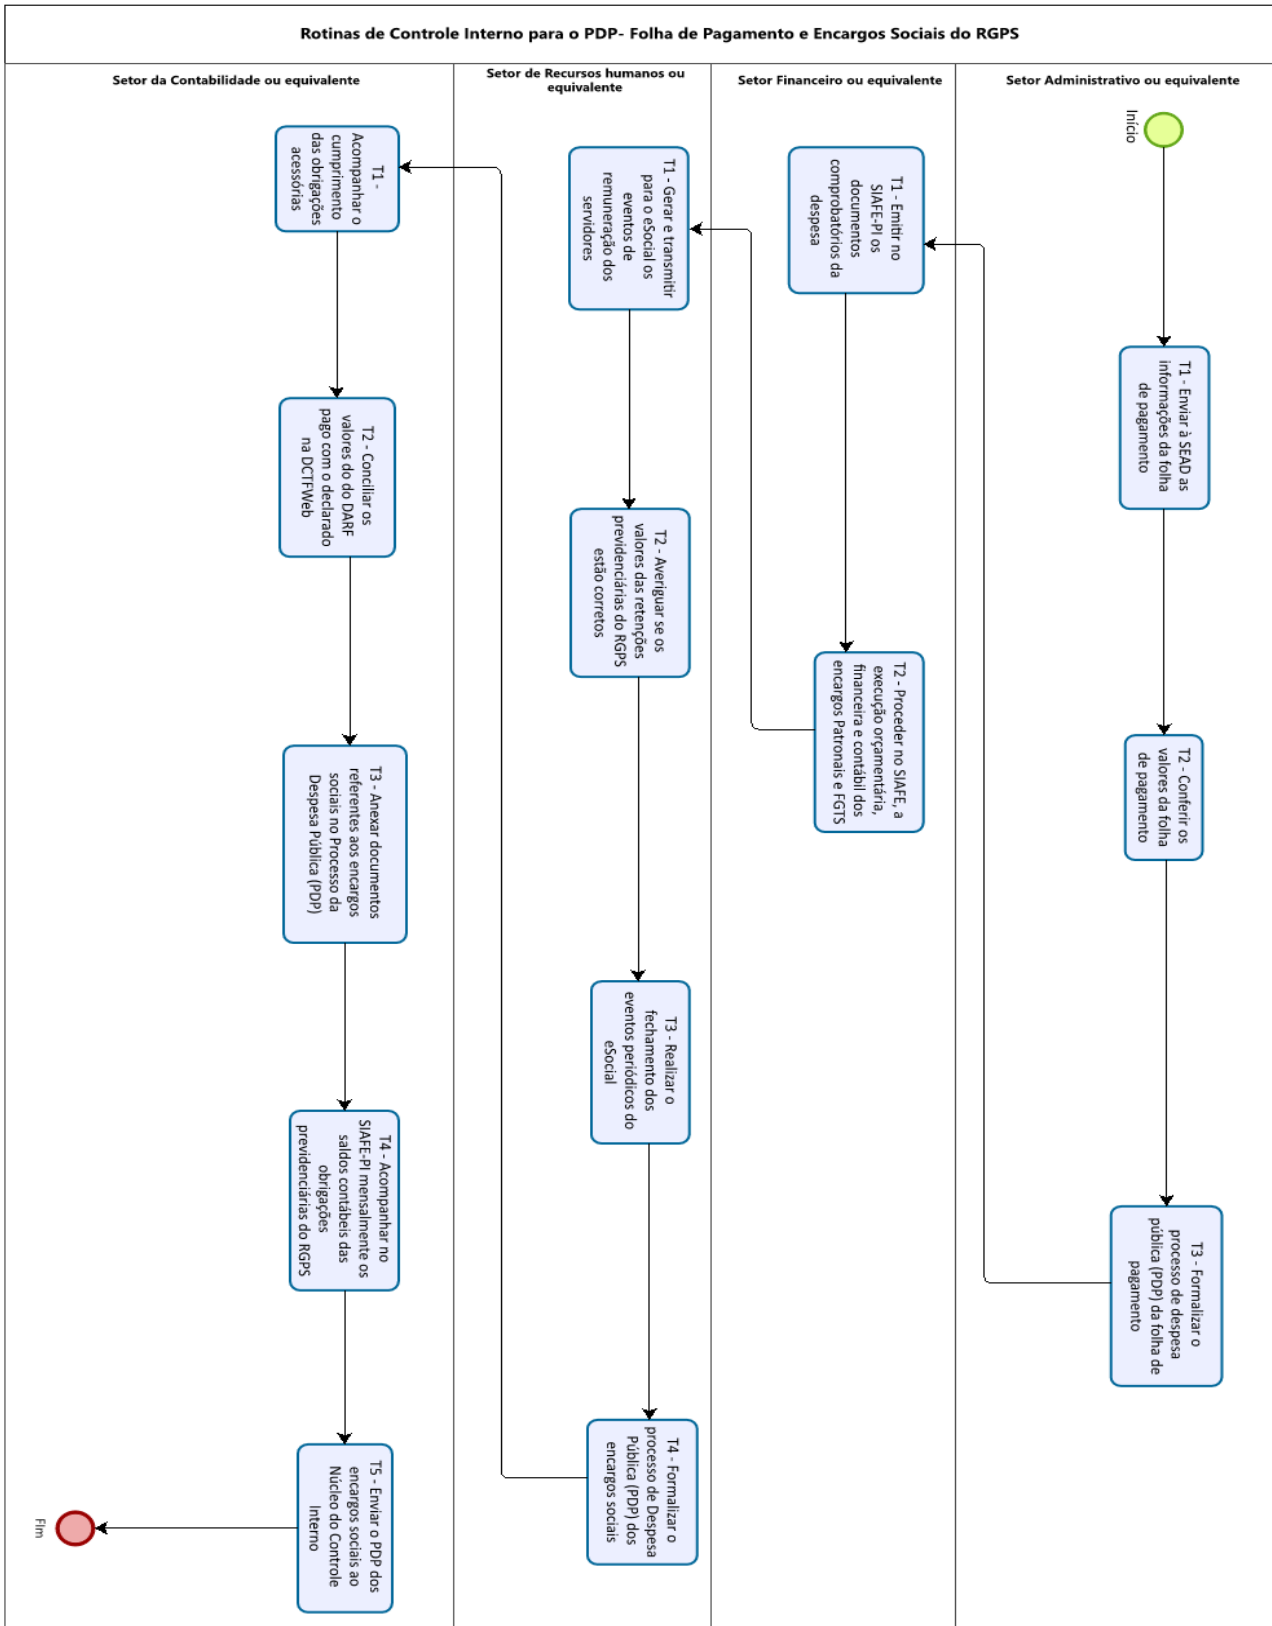 Rotinas de Controle Interno para o PDP- Folha de Pagamento e Encargos Sociais do RGPS
Setor da Contabilidade ou equivalente
Setor de Recursos humanos ou
equivalente
Setor Financeiro ou equivalente
Setor Administrativo ou equivalente
Início
T1 - Enviar à SEAD as
informações da folha
de pagamento
T2 - Conferir os
valores da folha
de pagamento
T3 - Formalizar o
processo de despesa
pública (PDP) da folha de
pagamento
T1 - Emitir no
SIAFE-PI os
documentos
comprobatórios da
despesa
T2 - Proceder no SIAFE, a
execução orçamentária,
financeira e contábil dos
encargos Patronais e FGTS
T1 - Gerar e transmitir
para o eSocial os
eventos de
remuneração dos
servidores
T2 - Averiguar se os
valores das retenções
previdenciárias do RGPS
estão corretos
T3 - Realizar o
fechamento dos
eventos periódicos do
eSocial
T4 - Formalizar o
processo de Despesa
Pública (PDP) dos
encargos sociais
T1 -
Acompanhar o
cumprimento
das obrigações
acessórias
T2 - Conciliar os
valores do do DARF
pago com o declarado
na DCTFWeb
T3 - Anexar documentos
referentes aos encargos
sociais no Processo da
Despesa Pública (PDP)
T4 - Acompanhar no
SIAFE-PI mensalmente os
saldos contábeis das
obrigações
previdenciárias do RGPS
T5 - Enviar o PDP dos
encargos sociais ao
Núcleo do Controle
Interno
Fim